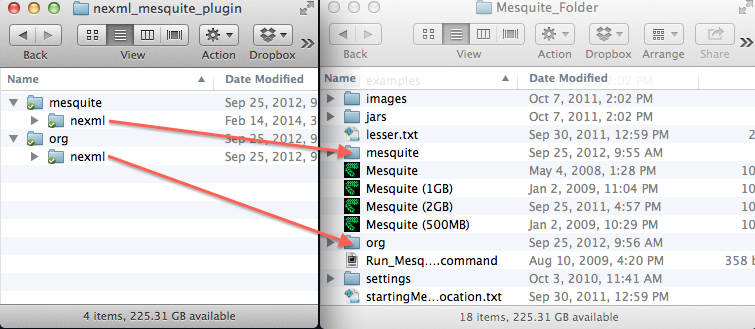 nexml_mesquite_plugin
Back
View
Action
Dropbox
Name
Date Modified
mesquite
Sep 25, 2012, 9
nexml
Feb 14, 2014, 3
org
Sep 25, 2012, 9
nexml
Sep 25, 2012, 9
4 items, 225.31 GB available
Mesquite_Folder
Back
View
Action
Dropbox
Arrange
Share
Name
Date Modified
examples
images
Oct 7, 2011, 2:02 PM
jars
Oct 7, 2011, 2:02 PM
lesser.txt
Sep 30, 2011, 12:59 PM
mesquite
Sep 25, 2012, 9:55 AM
Mesquite
May 4, 2008, 1:28 PM
10
Mesquite (1GB)
Jan 2, 2009, 11:04 PM
10
Mesquite (2GB)
Sep 25, 2011, 4:57 PM
10
Mesquite (500MB)
Jan 2, 2009, 10:29 PM
10
org
Sep 25, 2012, 9:56 AM
Run_Mesq....command
Aug 10, 2009, 4:20 PM
358 b
settings
Oct 3, 2010, 11:41 AM
startingMe...ocation.txt
Sep 30, 2011, 12:59 PM
18 items, 225.31 GB available